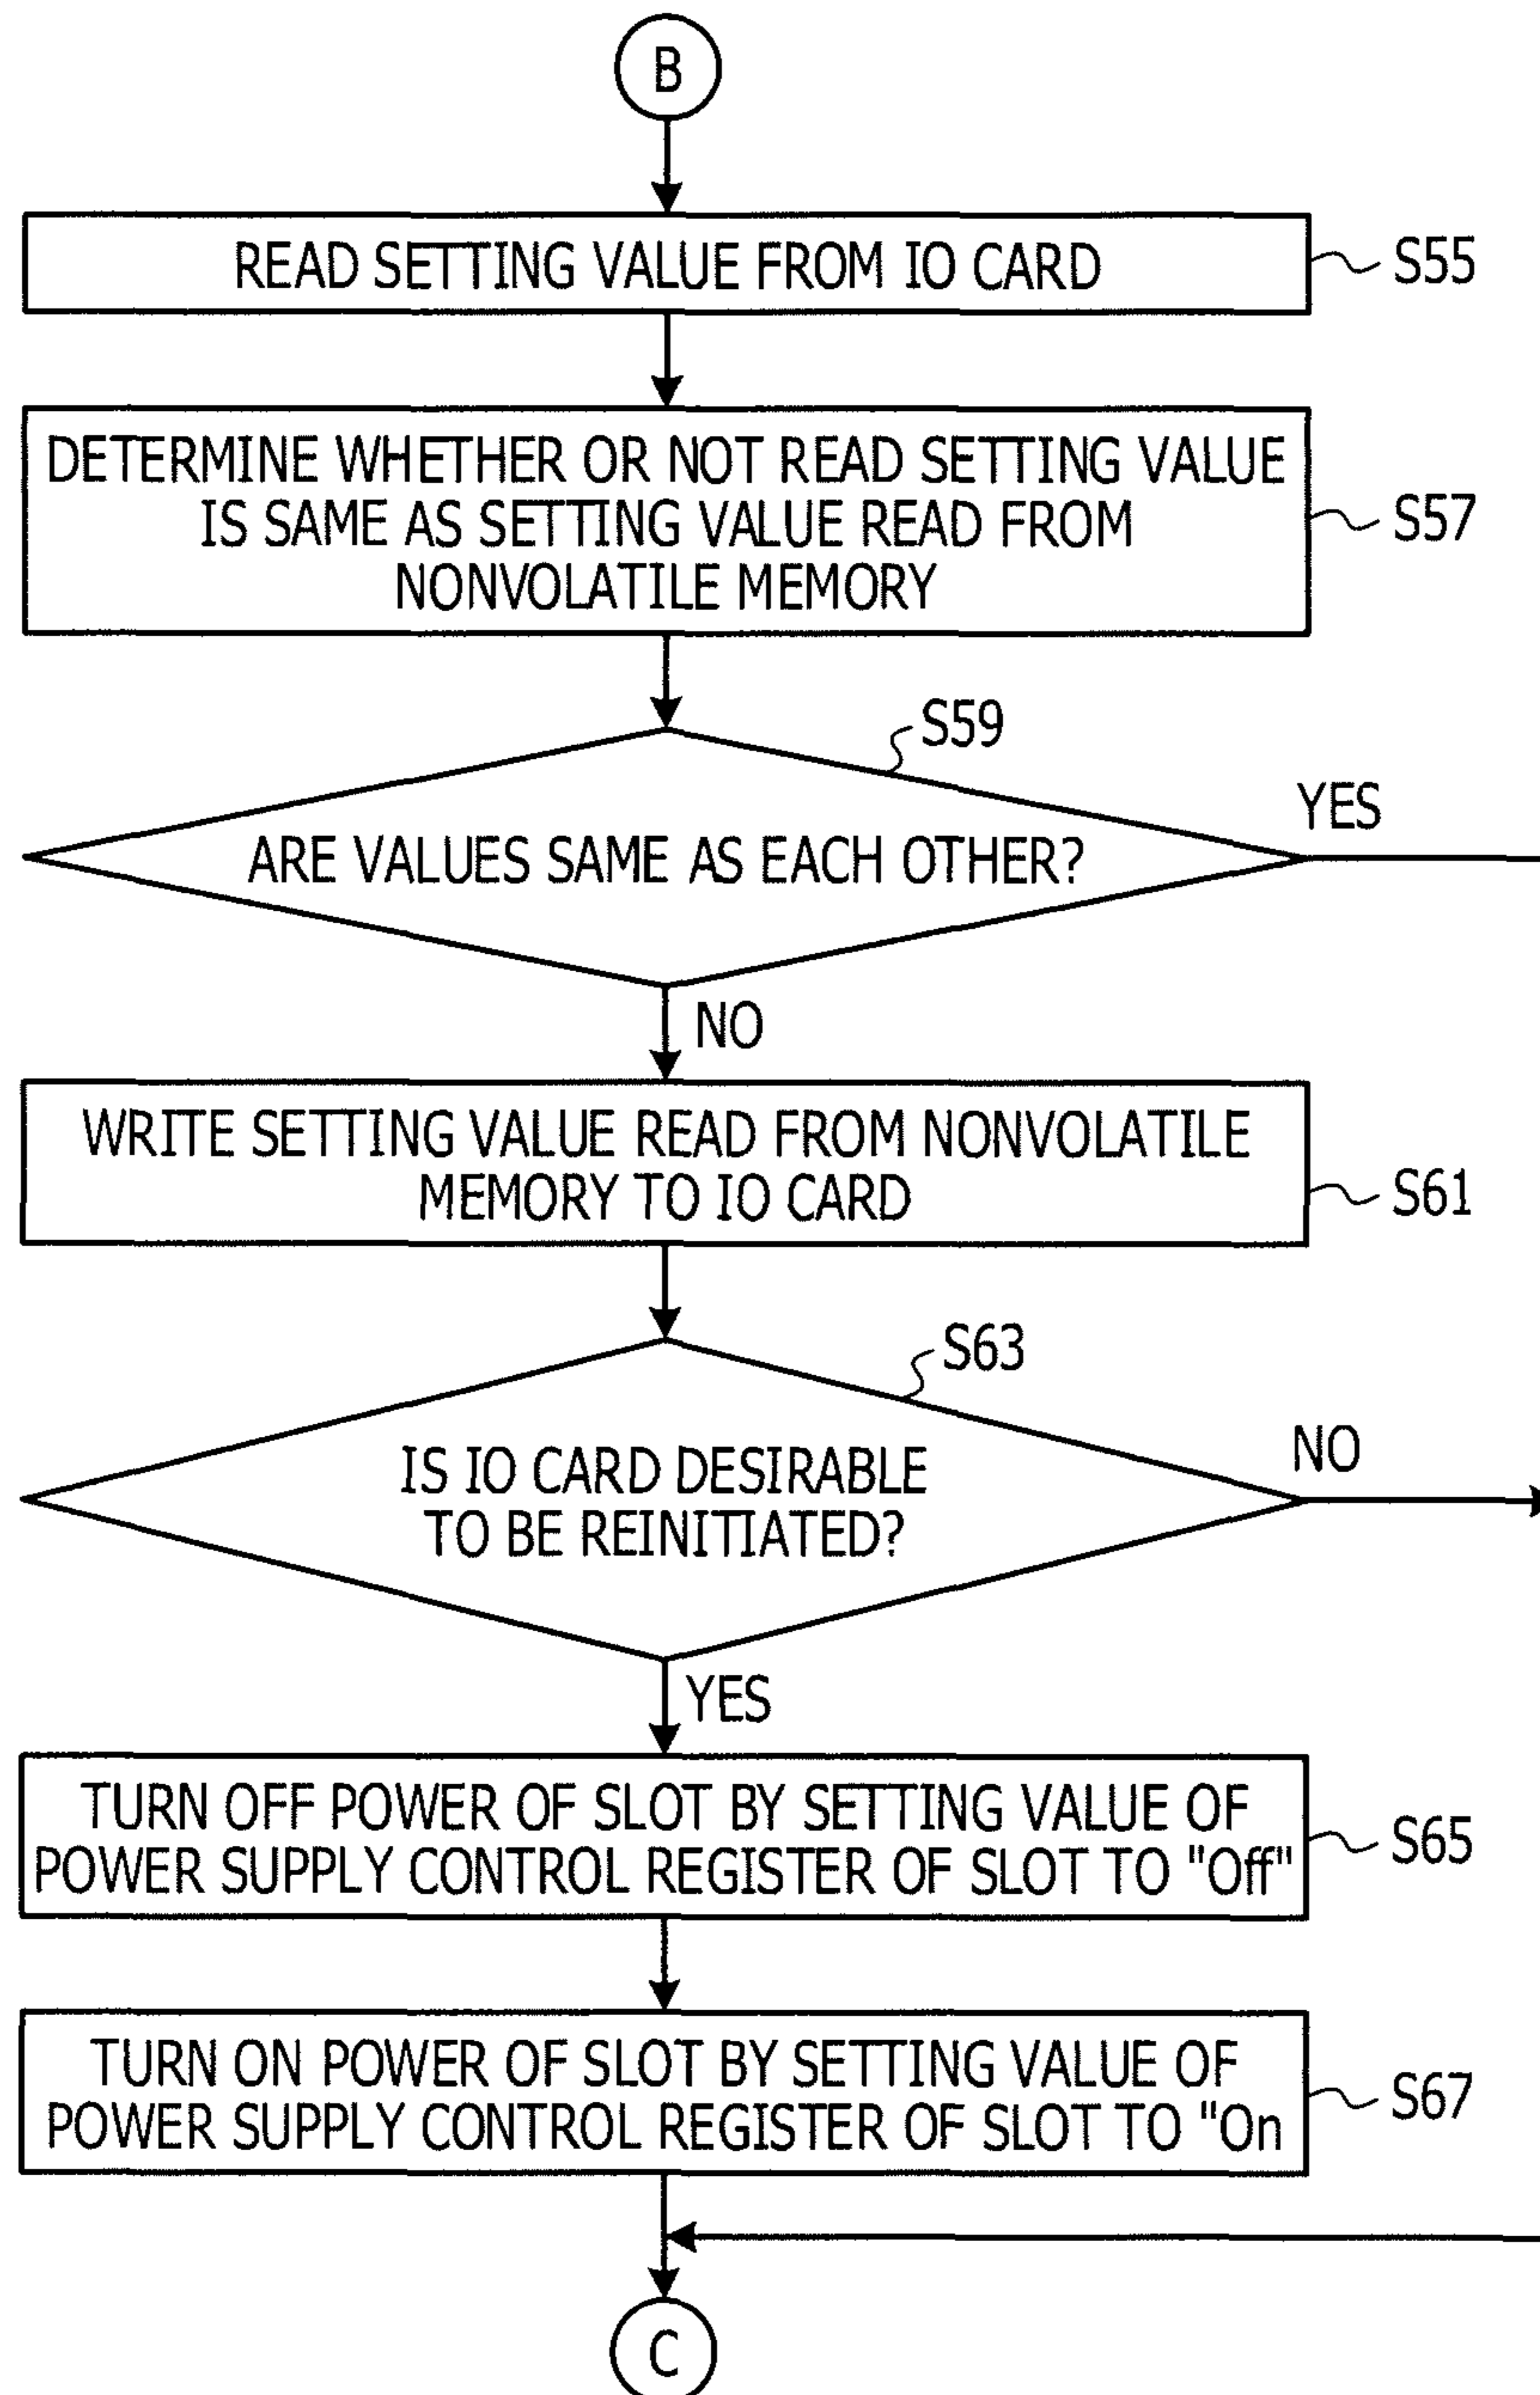 B
READ SETTING VALUE FROM IO CARD
S55
DETERMINE WHETHER OR NOT READ SETTING VALUE
IS SAME AS SETTING VALUE READ FROM
NONVOLATILE MEMORY
S57
S59
ARE VALUES SAME AS EACH OTHER?
YES
NO
WRITE SETTING VALUE READ FROM NONVOLATILE
MEMORY TO IO CARD
S61
S63
IS IO CARD DESIRABLE
TO BE REINITIATED?
NO
YES
TURN OFF POWER OF SLOT BY SETTING VALUE OF
POWER SUPPLY CONTROL REGISTER OF SLOT TO "Off"
S65
TURN ON POWER OF SLOT BY SETTING VALUE OF
POWER SUPPLY CONTROL REGISTER OF SLOT TO "On
S67
C